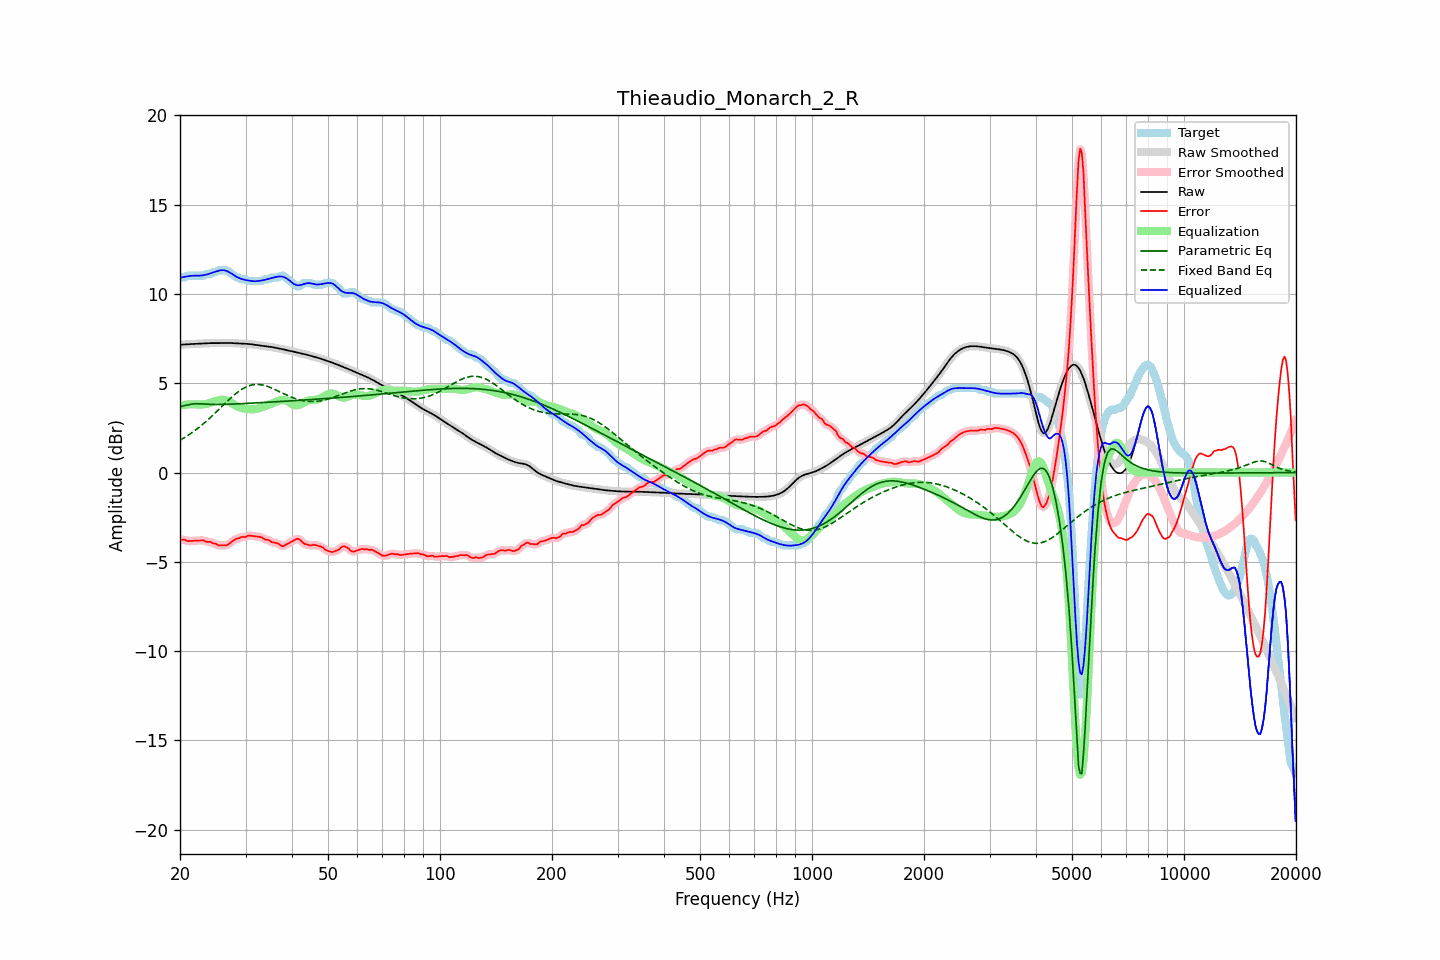 Thieaudio_Monarch_2_R
Target
Raw Smoothed
Error Smoothed
Raw
Error
Equalization
Parametric Eq
Fixed Band Eq
Equalized
20
15
10
5
0
−5
−10
−15
−20
Amplitude (dBr)
20 50 100 200 500 1000 2000 5000 10000 20000
Frequency (Hz)